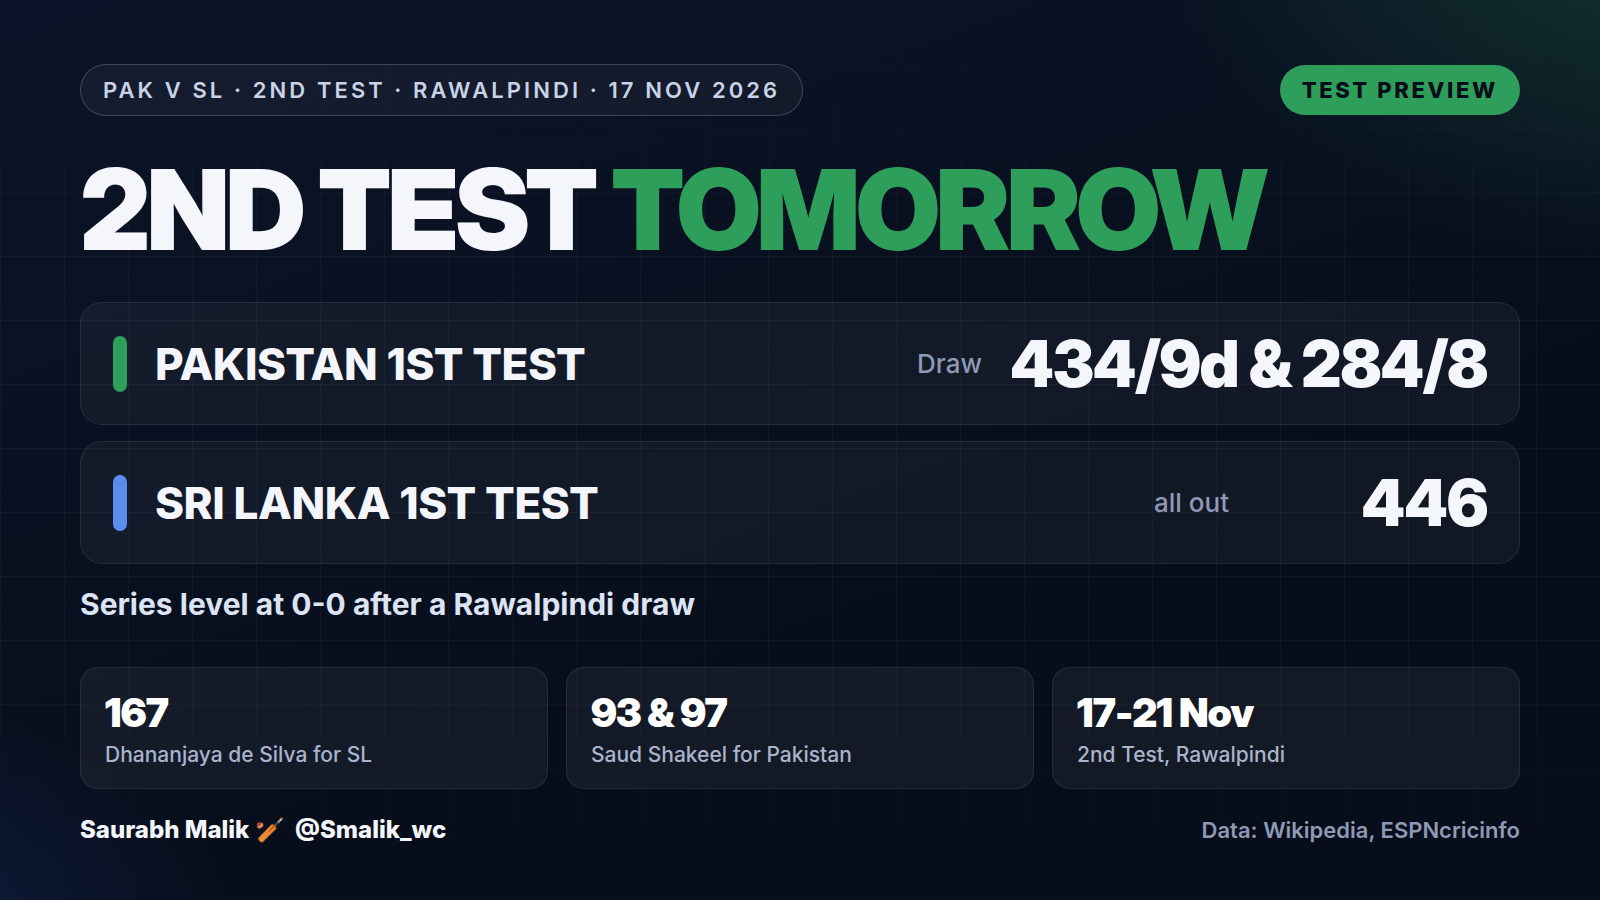 PAK V SL · 2ND TEST · RAWALPINDI · 17 NOV 2026
TEST PREVIEW
2ND TEST TOMORROW
PAKISTAN 1ST TEST Draw 434/9d & 284/8
SRI LANKA 1ST TEST all out 446
Series level at 0-0 after a Rawalpindi draw
167
Dhananjaya de Silva for SL
93 & 97
Saud Shakeel for Pakistan
17-21 Nov
2nd Test, Rawalpindi
Saurabh Malik 🏏 @Smalik_wc
Data: Wikipedia, ESPNcricinfo